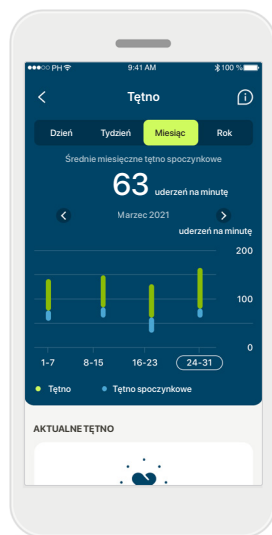 PH 9:41 AM 100 %
Tętno
Dzień Tydzień Miesiąc Rok
Średnie miesięczne tętno spoczynkowe
63 uderzeń na minutę
Marzec 2021
uderzeń na minutę
200
100
0
1-7 8-15 16-23 24-31
Tętno Tętno spoczynkowe
AKTUALNE TĘTNO